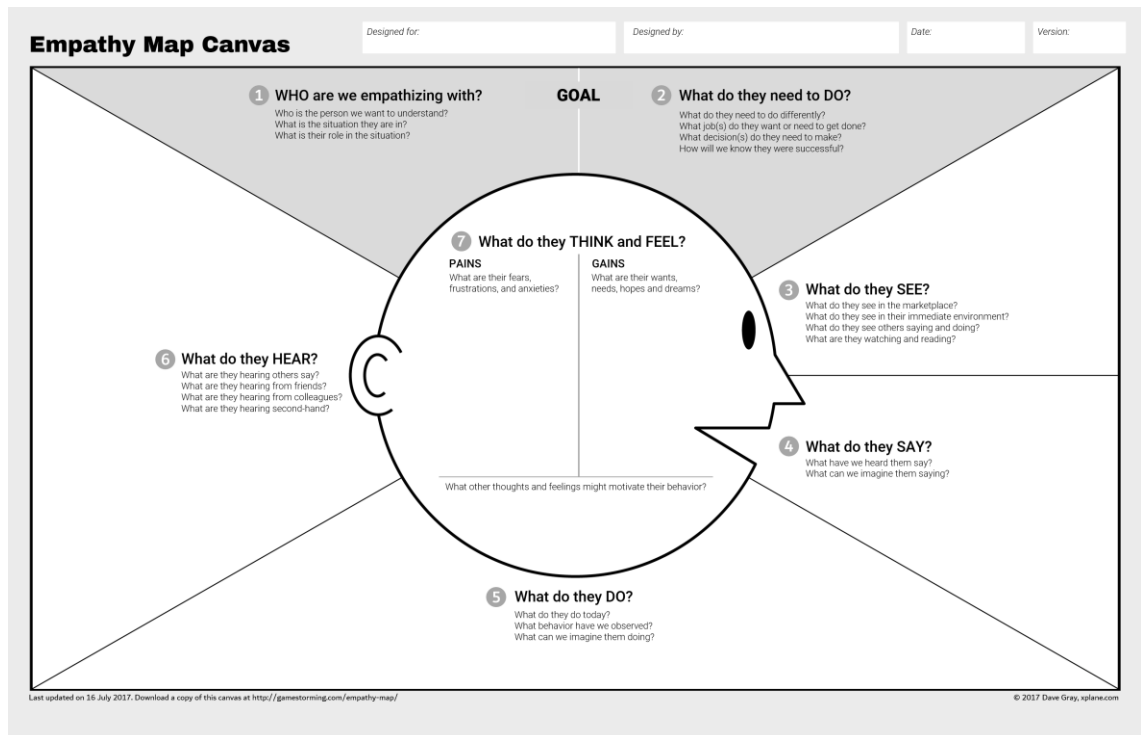 Empathy Map Canvas
Designed for:
Designed by:
Date:
Version:
1 WHO are we empathizing with?
Who is the person we want to understand?
What is the situation they are in?
What is their role in the situation?
GOAL
2 What do they need to DO?
What do they need to do differently?
What job(s) do they want or need to get done?
What decision(s) do they need to make?
How will we know they were successful?
3 What do they SEE?
What do they see in the marketplace?
What do they see in their immediate environment?
What do they see others saying and doing?
What are they watching and reading?
4 What do they SAY?
What have we heard them say?
What can we imagine them saying?
5 What do they DO?
What do they do today?
What behavior have we observed?
What can we imagine them doing?
6 What do they HEAR?
What are they hearing others say?
What are they hearing from friends?
What are they hearing from colleagues?
What are they hearing second-hand?
7 What do they THINK and FEEL?
PAINS
What are their fears,
frustrations, and anxieties?
GAINS
What are their wants,
needs, hopes and dreams?
What other thoughts and feelings might motivate their behavior?
Last updated on 16 July 2017. Download a copy of this canvas at http://gamestorming.com/empathy-map/
© 2017 Dave Gray, xplane.com